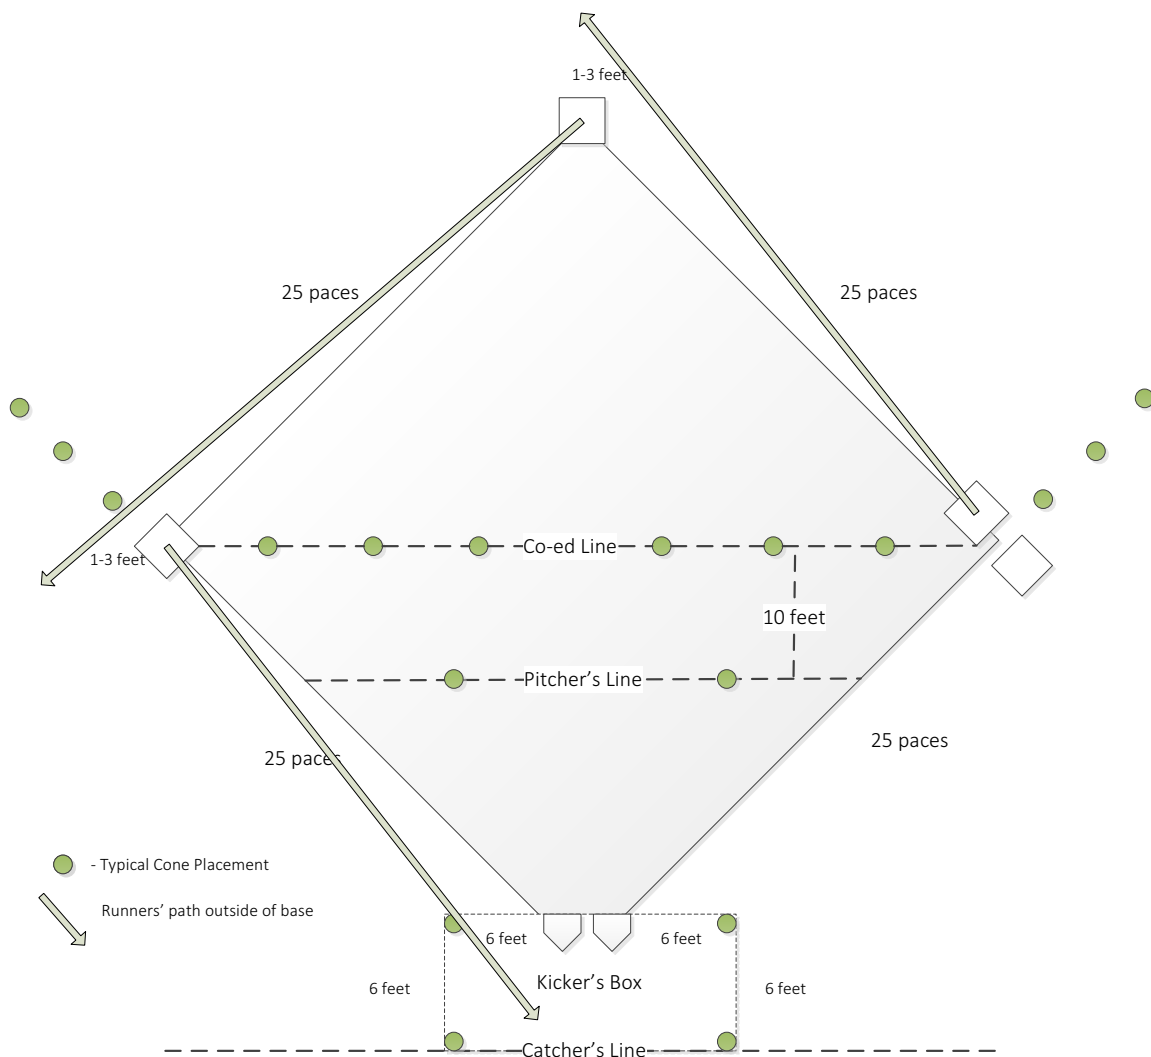 1-3 feet
25 paces
25 paces
Co-ed Line
1-3 feet
10 feet
Pitcher's Line
25 paces
25 paces
- Typical Cone Placement
Runners' path outside of base
6 feet
6 feet
Kicker's Box
6 feet
6 feet
Catcher's Line